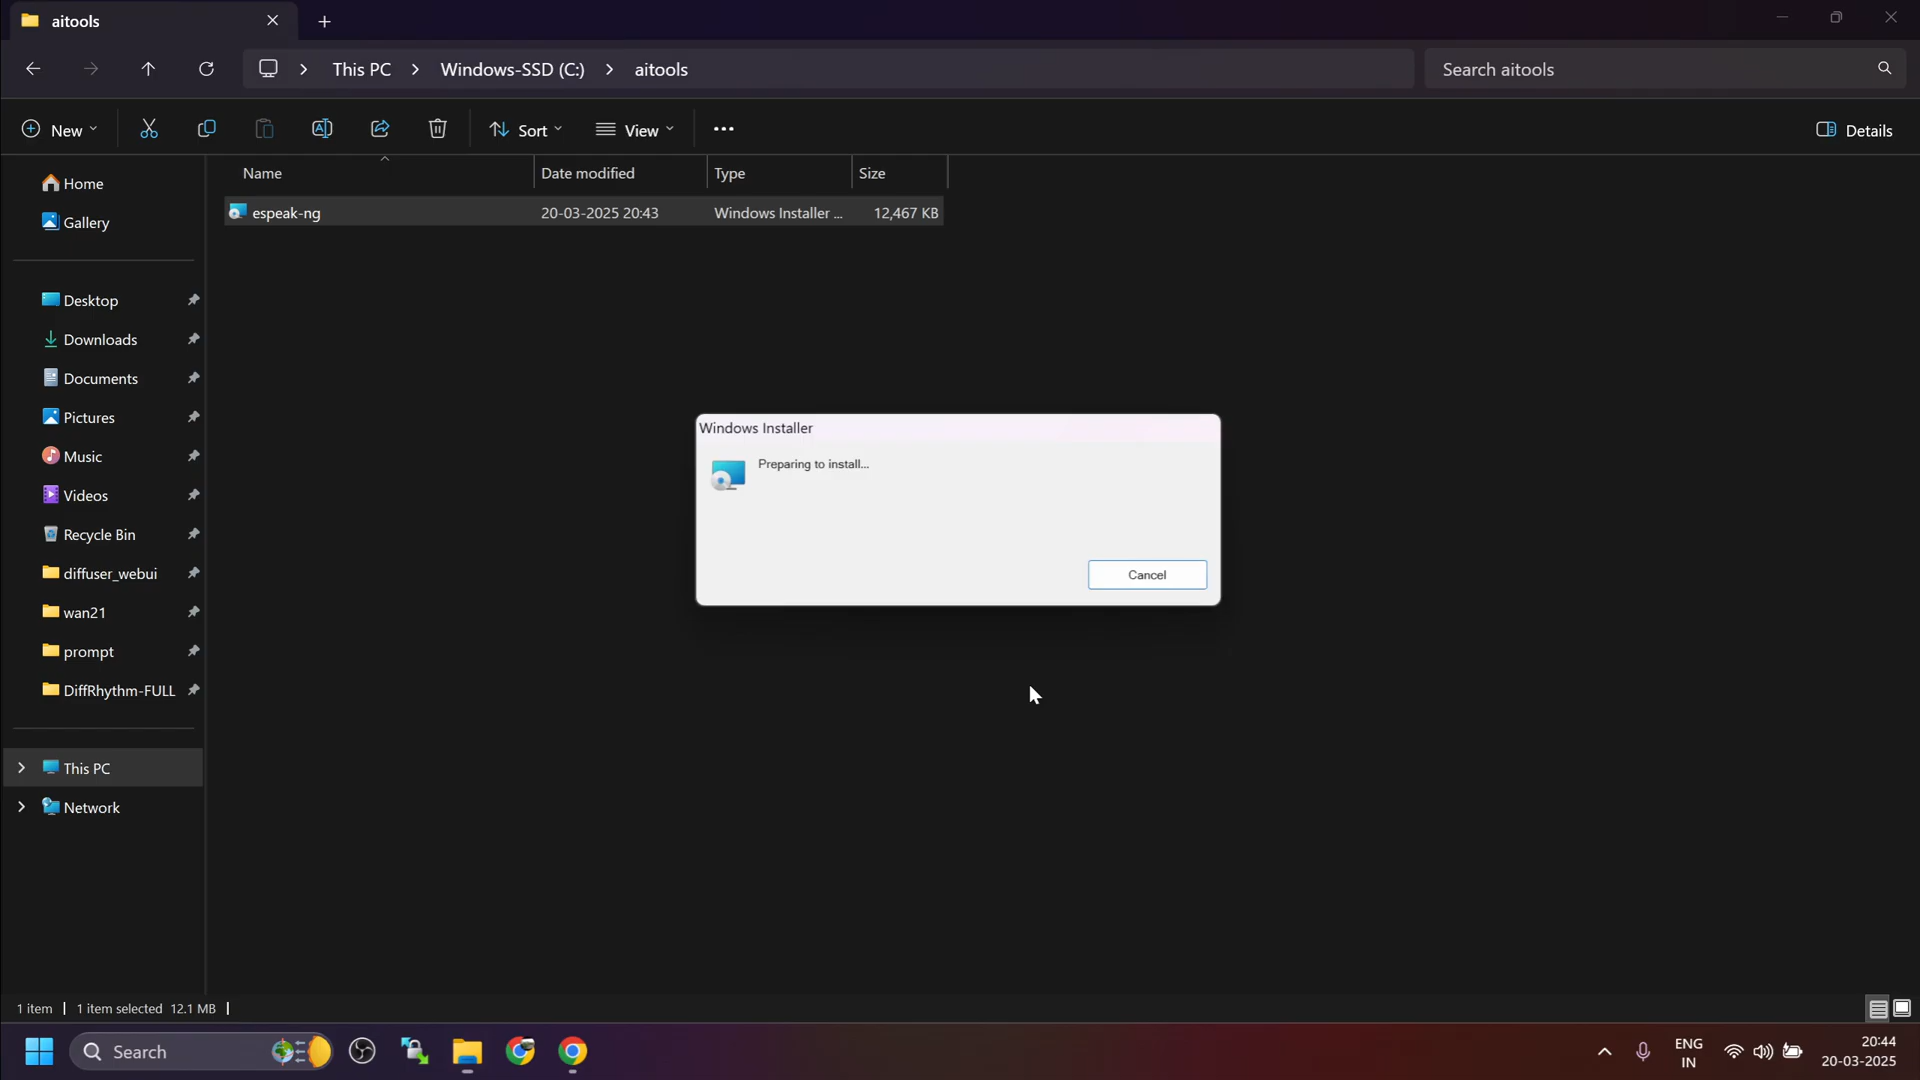 aitools
This PC
Windows-SSD (C:)
aitools
Search aitools
New
Sort
View
Details
Name
Date modified
Type
Size
espeak-ng
20-03-2025 20:43
Windows Installer ...
12,467 KB
Home
Gallery
Desktop
Downloads
Documents
Pictures
Music
Videos
Recycle Bin
diffuser_webui
wan21
prompt
DiffRhythm-FULL
This PC
Network
Windows Installer
Preparing to install...
Cancel
1 item
1 item selected 12.1 MB
Search
ENG
IN
20:44
20-03-2025